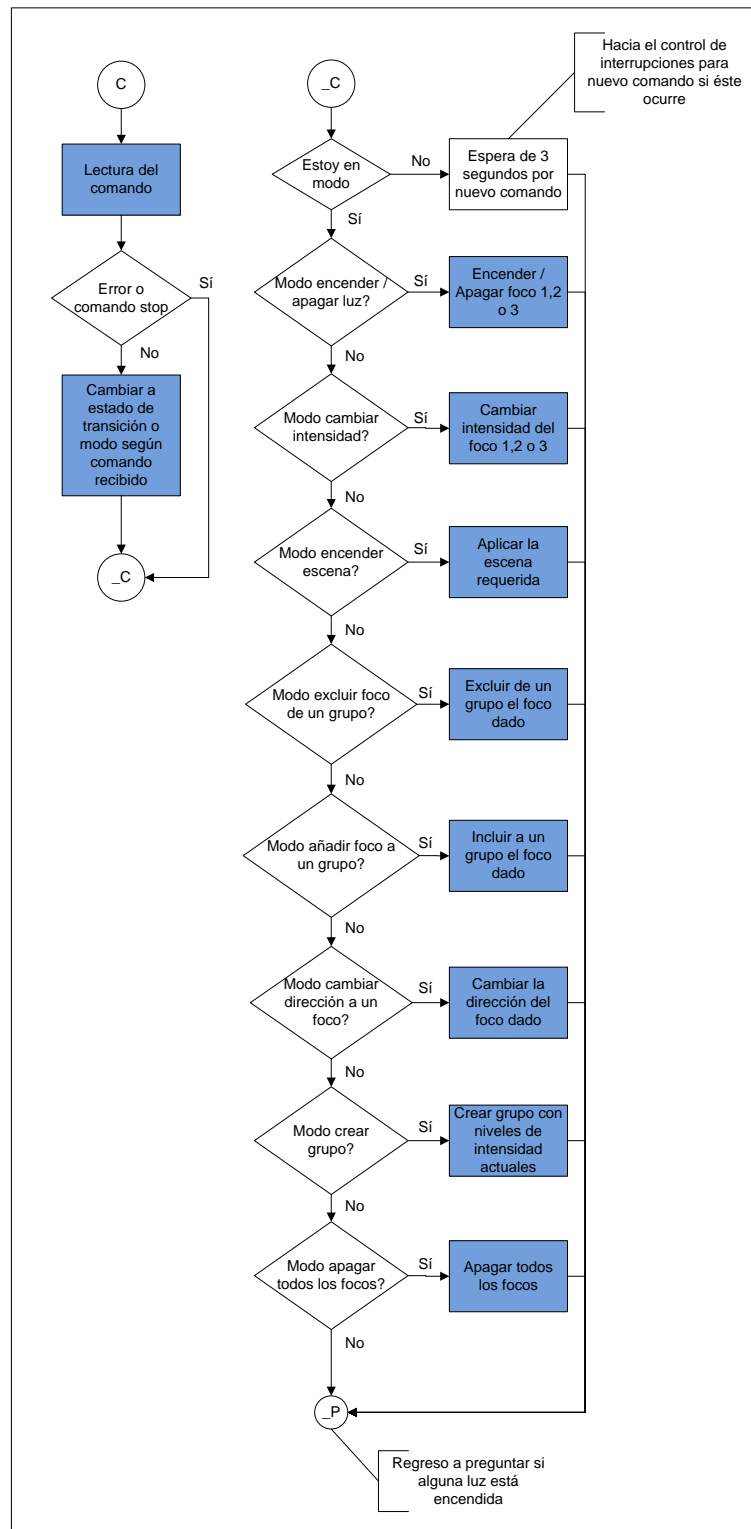 Hacia el control de
interrupciones para
nuevo comando si éste
ocurre
C
Lectura del
comando
Error o
comando stop
Sí
No
Cambiar a
estado de
transición o
modo según
comando
recibido
_C
_C
Estoy en
modo
No
Espera de 3
segundos por
nuevo comando
Sí
Modo encender /
apagar luz?
Sí
Encender /
Apagar foco 1,2
o 3
No
Modo cambiar
intensidad?
Sí
Cambiar
intensidad del
foco 1,2 o 3
No
Modo encender
escena?
Sí
Aplicar la
escena
requerida
No
Modo excluir foco
de un grupo?
Sí
Excluir de un
grupo el foco
dado
No
Modo añadir foco a
un grupo?
Sí
Incluir a un
grupo el foco
dado
No
Modo cambiar
dirección a un
foco?
Sí
Cambiar la
dirección del
foco dado
No
Modo crear
grupo?
Sí
Crear grupo con
niveles de
intensidad
actuales
No
Modo apagar
todos los focos?
Sí
Apagar todos
los focos
No
_P
Regreso a preguntar si
alguna luz está
encendida